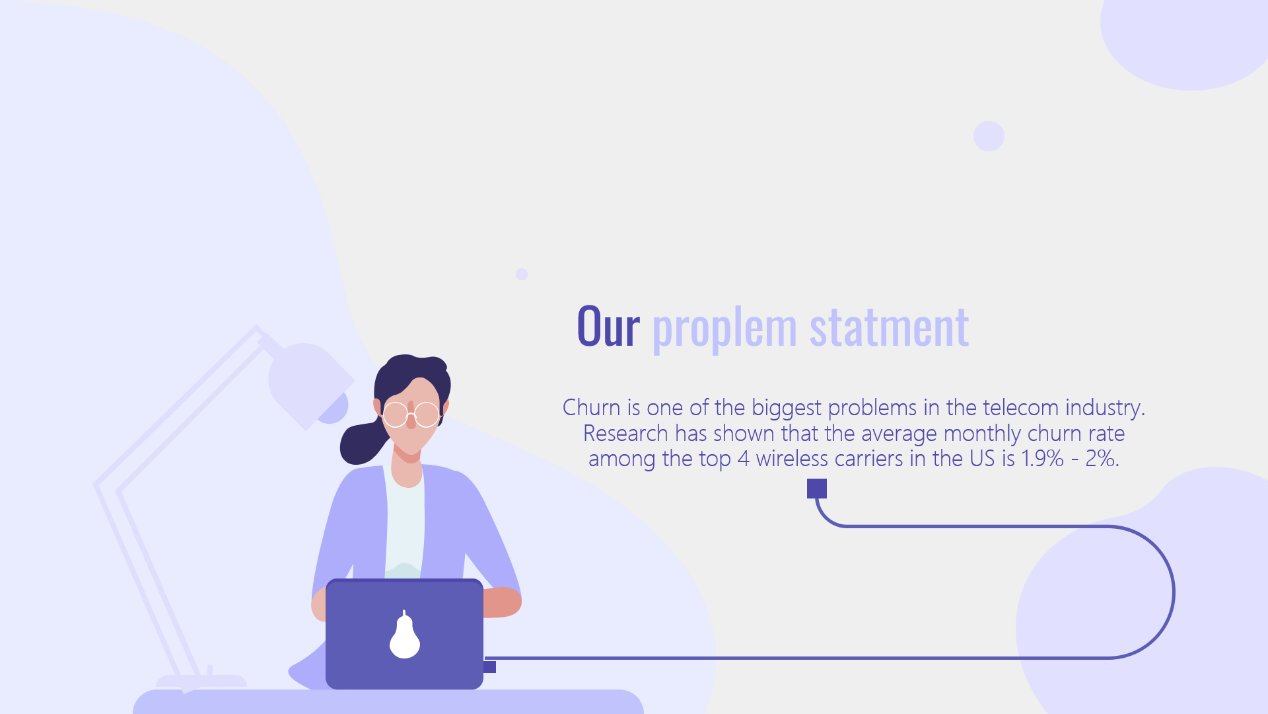 Our proplem statment
Churn is one of the biggest problems in the telecom industry.
Research has shown that the average monthly churn rate
among the top 4 wireless carriers in the US is 1.9% - 2%.